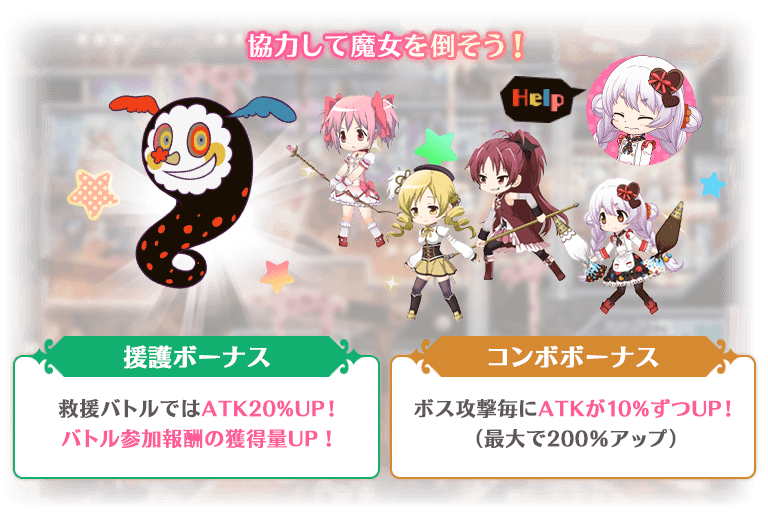 協力して魔女を倒そう!
Help
援護ボーナス
救援バトルではATK20%UP!
バトル参加報酬の獲得量UP!
コンボボーナス
ボス攻撃毎にATKが10%ずつUP!
(最大で200%アップ)